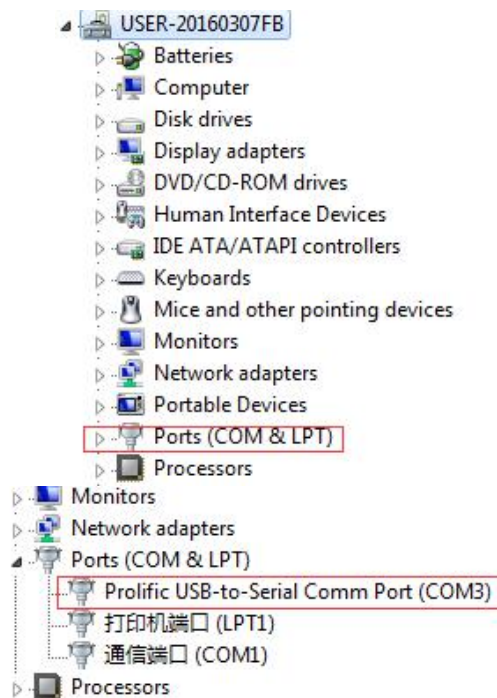 USER-20160307FB
Batteries
Computer
Disk drives
Display adapters
DVD/CD-ROM drives
Human Interface Devices
IDE ATA/ATAPI controllers
Keyboards
Mice and other pointing devices
Monitors
Network adapters
Portable Devices
Ports (COM & LPT)
Processors
Monitors
Network adapters
Ports (COM & LPT)
Prolific USB-to-Serial Comm Port (COM3)
打印机端口 (LPT1)
通信端口 (COM1)
Processors